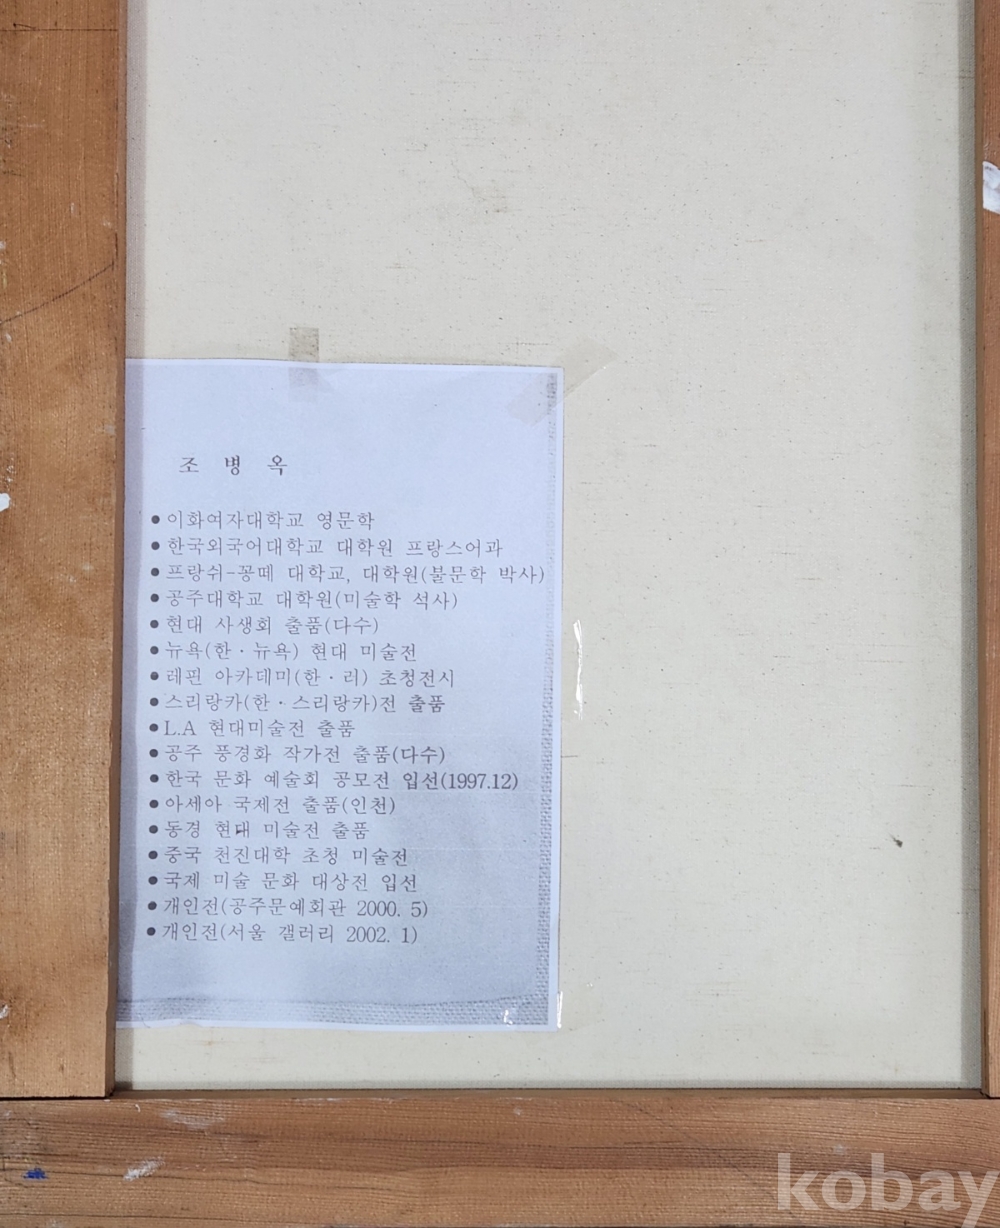 조 병 옥
● 이화여자대학교 영문학
● 한국외국어대학교 대학원 프랑스어과
● 프랑쉬-꽁떼 대학교, 대학원(불문학 박사)
● 공주대학교 대학원(미술학 석사)
● 현대 사생회 출품(다수)
● 뉴욕(한·뉴욕) 현대 미술전
● 레핀 아카데미(한·러) 초청전시
● 스리랑카(한·스리랑카)전 출품
● L.A 현대미술전 출품
● 공주 풍경화 작가전 출품(다수)
● 한국 문화 예술회 공모전 입선(1997.12)
● 아세아 국제전 출품(인천)
● 동경 현대 미술전 출품
● 중국 천진대학 초청 미술전
● 국제 미술 문화 대상전 입선
● 개인전(공주문예회관 2000. 5)
● 개인전(서울 갤러리 2002. 1)
kobay